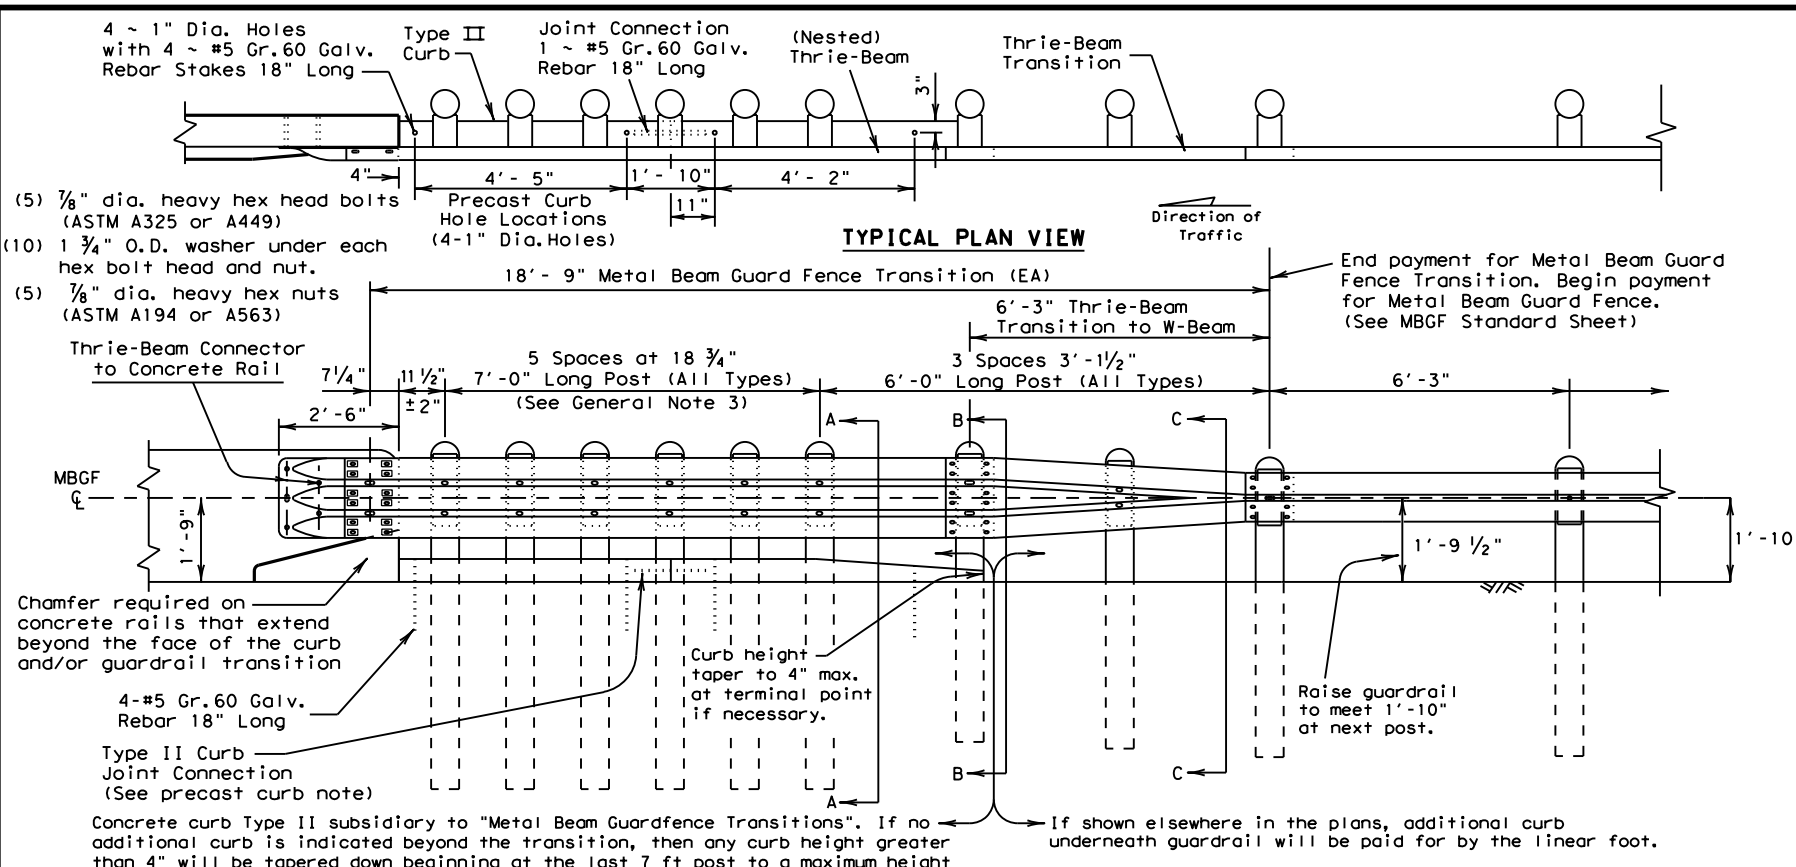 4 ~ 1" Dia. Holes
with 4 ~ #5 Gr.60 Galv.
Rebar Stakes 18" Long
Type II
Curb
Joint Connection
1 ~ #5 Gr.60 Galv.
Rebar 18" Long
(Nested)
Thrie-Beam
Thrie-Beam
Transition
3"
4"
4'- 5"
1'- 10"
4'- 2"
11"
Precast Curb
Hole Locations
(4-1" Dia.Holes)
(5) 7/8" dia. heavy hex head bolts
(ASTM A325 or A449)
(10) 1 3/4" O.D. washer under each
hex bolt head and nut.
(5) 7/8" dia. heavy hex nuts
(ASTM A194 or A563)
TYPICAL PLAN VIEW
Direction of
Traffic
18'- 9" Metal Beam Guard Fence Transition (EA)
End payment for Metal Beam Guard
Fence Transition. Begin payment
for Metal Beam Guard Fence.
(See MBGF Standard Sheet)
6'-3" Thrie-Beam
Transition to W-Beam
Thrie-Beam Connector
to Concrete Rail
7 1/4"
11 1/2"
±2"
5 Spaces at 18 3/4"
7'-0" Long Post (All Types)
(See General Note 3)
3 Spaces 3'-1 1/2"
6'-0" Long Post (All Types)
6'-3"
2'-6"
A
B
C
MBGF
℄
1'-9"
1'-9 1/2"
1'-10
Chamfer required on
concrete rails that extend
beyond the face of the curb
and/or guardrail transition
4-#5 Gr.60 Galv.
Rebar 18" Long
Curb height
taper to 4" max.
at terminal point
if necessary.
Raise guardrail
to meet 1'-10"
at next post.
Type II Curb
Joint Connection
(See precast curb note)
A
B
C
Concrete curb Type II subsidiary to "Metal Beam Guardfence Transitions". If no
additional curb is indicated beyond the transition, then any curb height greater
than 4" will be tapered down beginning at the last 7 ft post to a maximum height
If shown elsewhere in the plans, additional curb
underneath guardrail will be paid for by the linear foot.